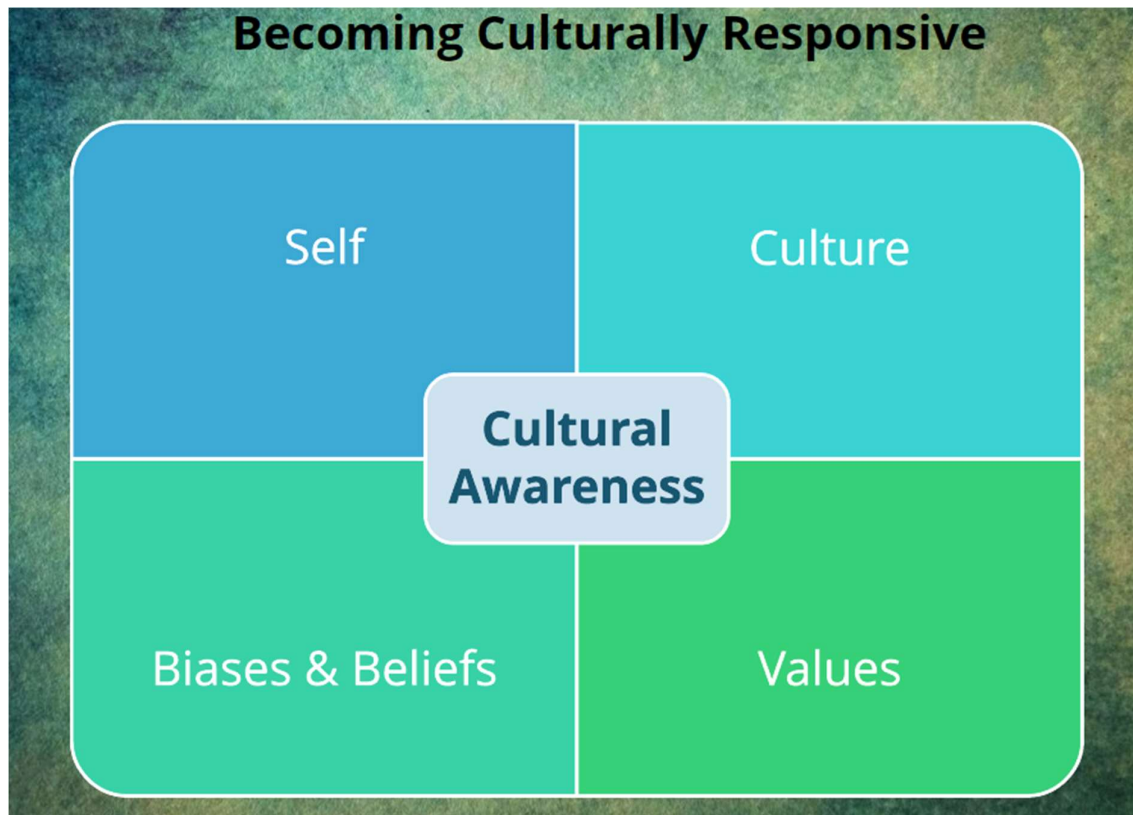 Becoming Culturally Responsive
Self
Culture
Cultural
Awareness
Biases & Beliefs
Values